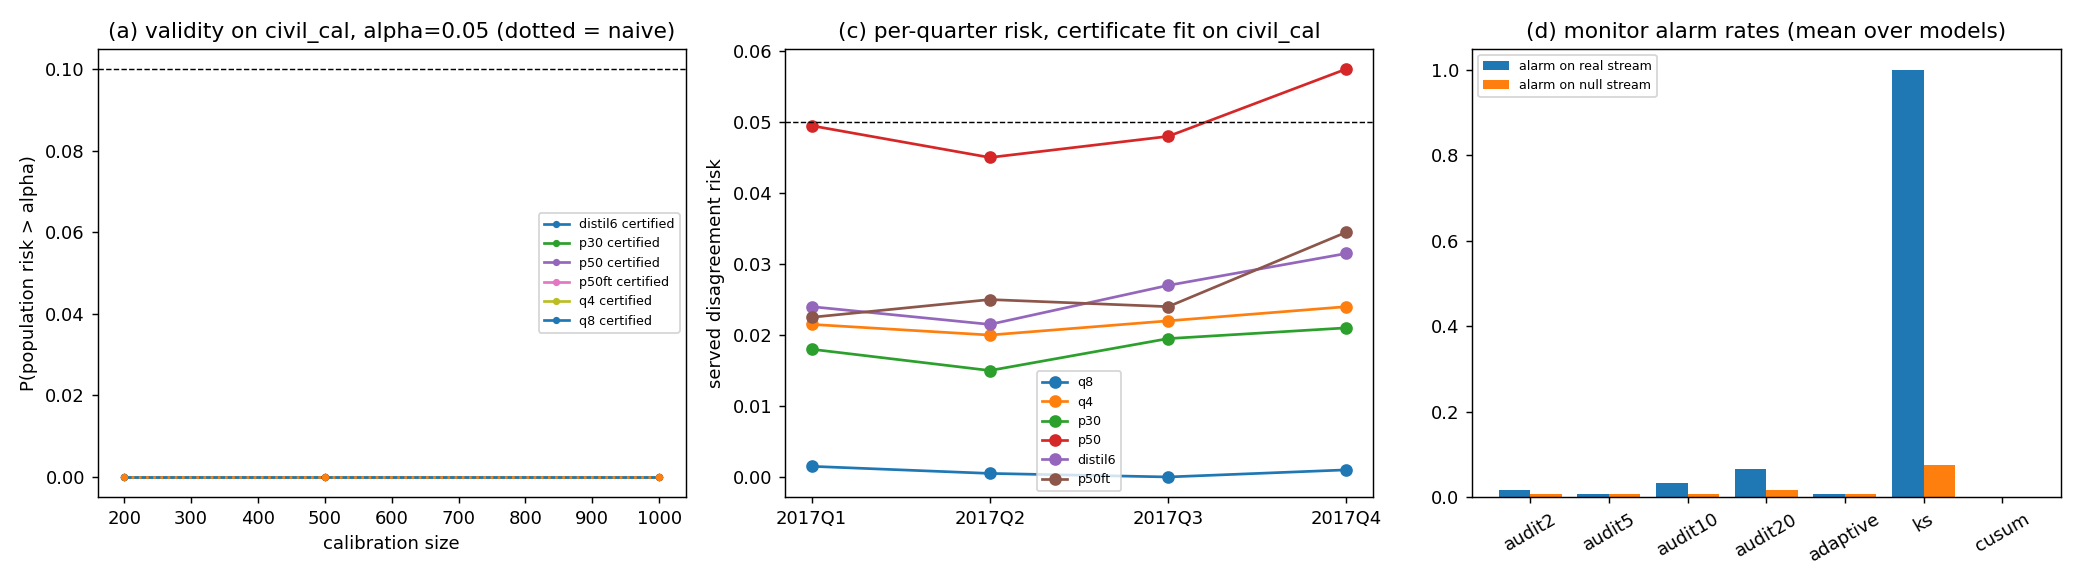 (a) validity on civil_cal, alpha=0.05 (dotted = naive)
P(population risk > alpha)
0.10
0.08
0.06
0.04
0.02
0.00
distil6 certified
p30 certified
p50 certified
p50ft certified
q4 certified
q8 certified
200 300 400 500 600 700 800 900 1000
calibration size
(c) per-quarter risk, certificate fit on civil_cal
served disagreement risk
0.06
0.05
0.04
0.03
0.02
0.01
0.00
q8
q4
p30
p50
distil6
p50ft
2017Q1 2017Q2 2017Q3 2017Q4
(d) monitor alarm rates (mean over models)
alarm on real stream
alarm on null stream
1.0
0.8
0.6
0.4
0.2
0.0
audit2 audit5 audit10 audit20 adaptive ks cusum